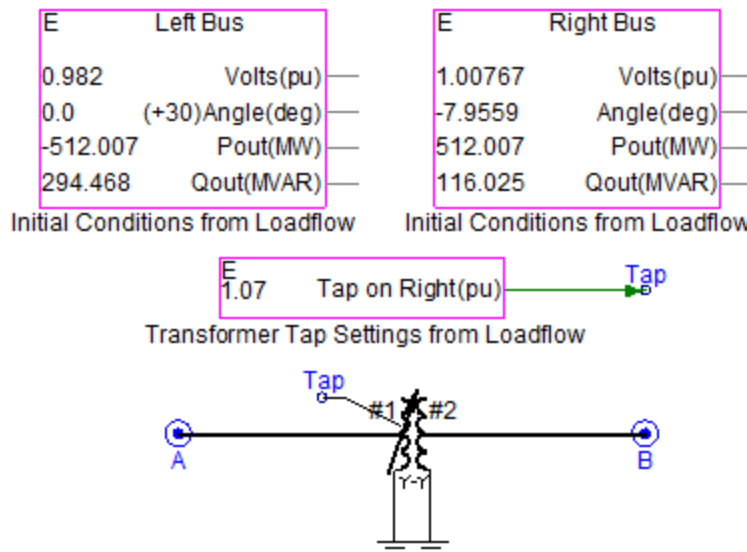 E Left Bus
0.982 Volts(pu)
0.0 (+30)Angle(deg)
-512.007 Pout(MW)
294.468 Qout(MVAR)
Initial Conditions from Loadflow
E Right Bus
1.00767 Volts(pu)
-7.9559 Angle(deg)
512.007 Pout(MW)
116.025 Qout(MVAR)
Initial Conditions from Loadflow
E
1.07 Tap on Right(pu)
Tap
Transformer Tap Settings from Loadflow
Tap
#1 #2
A
B
Y-Y